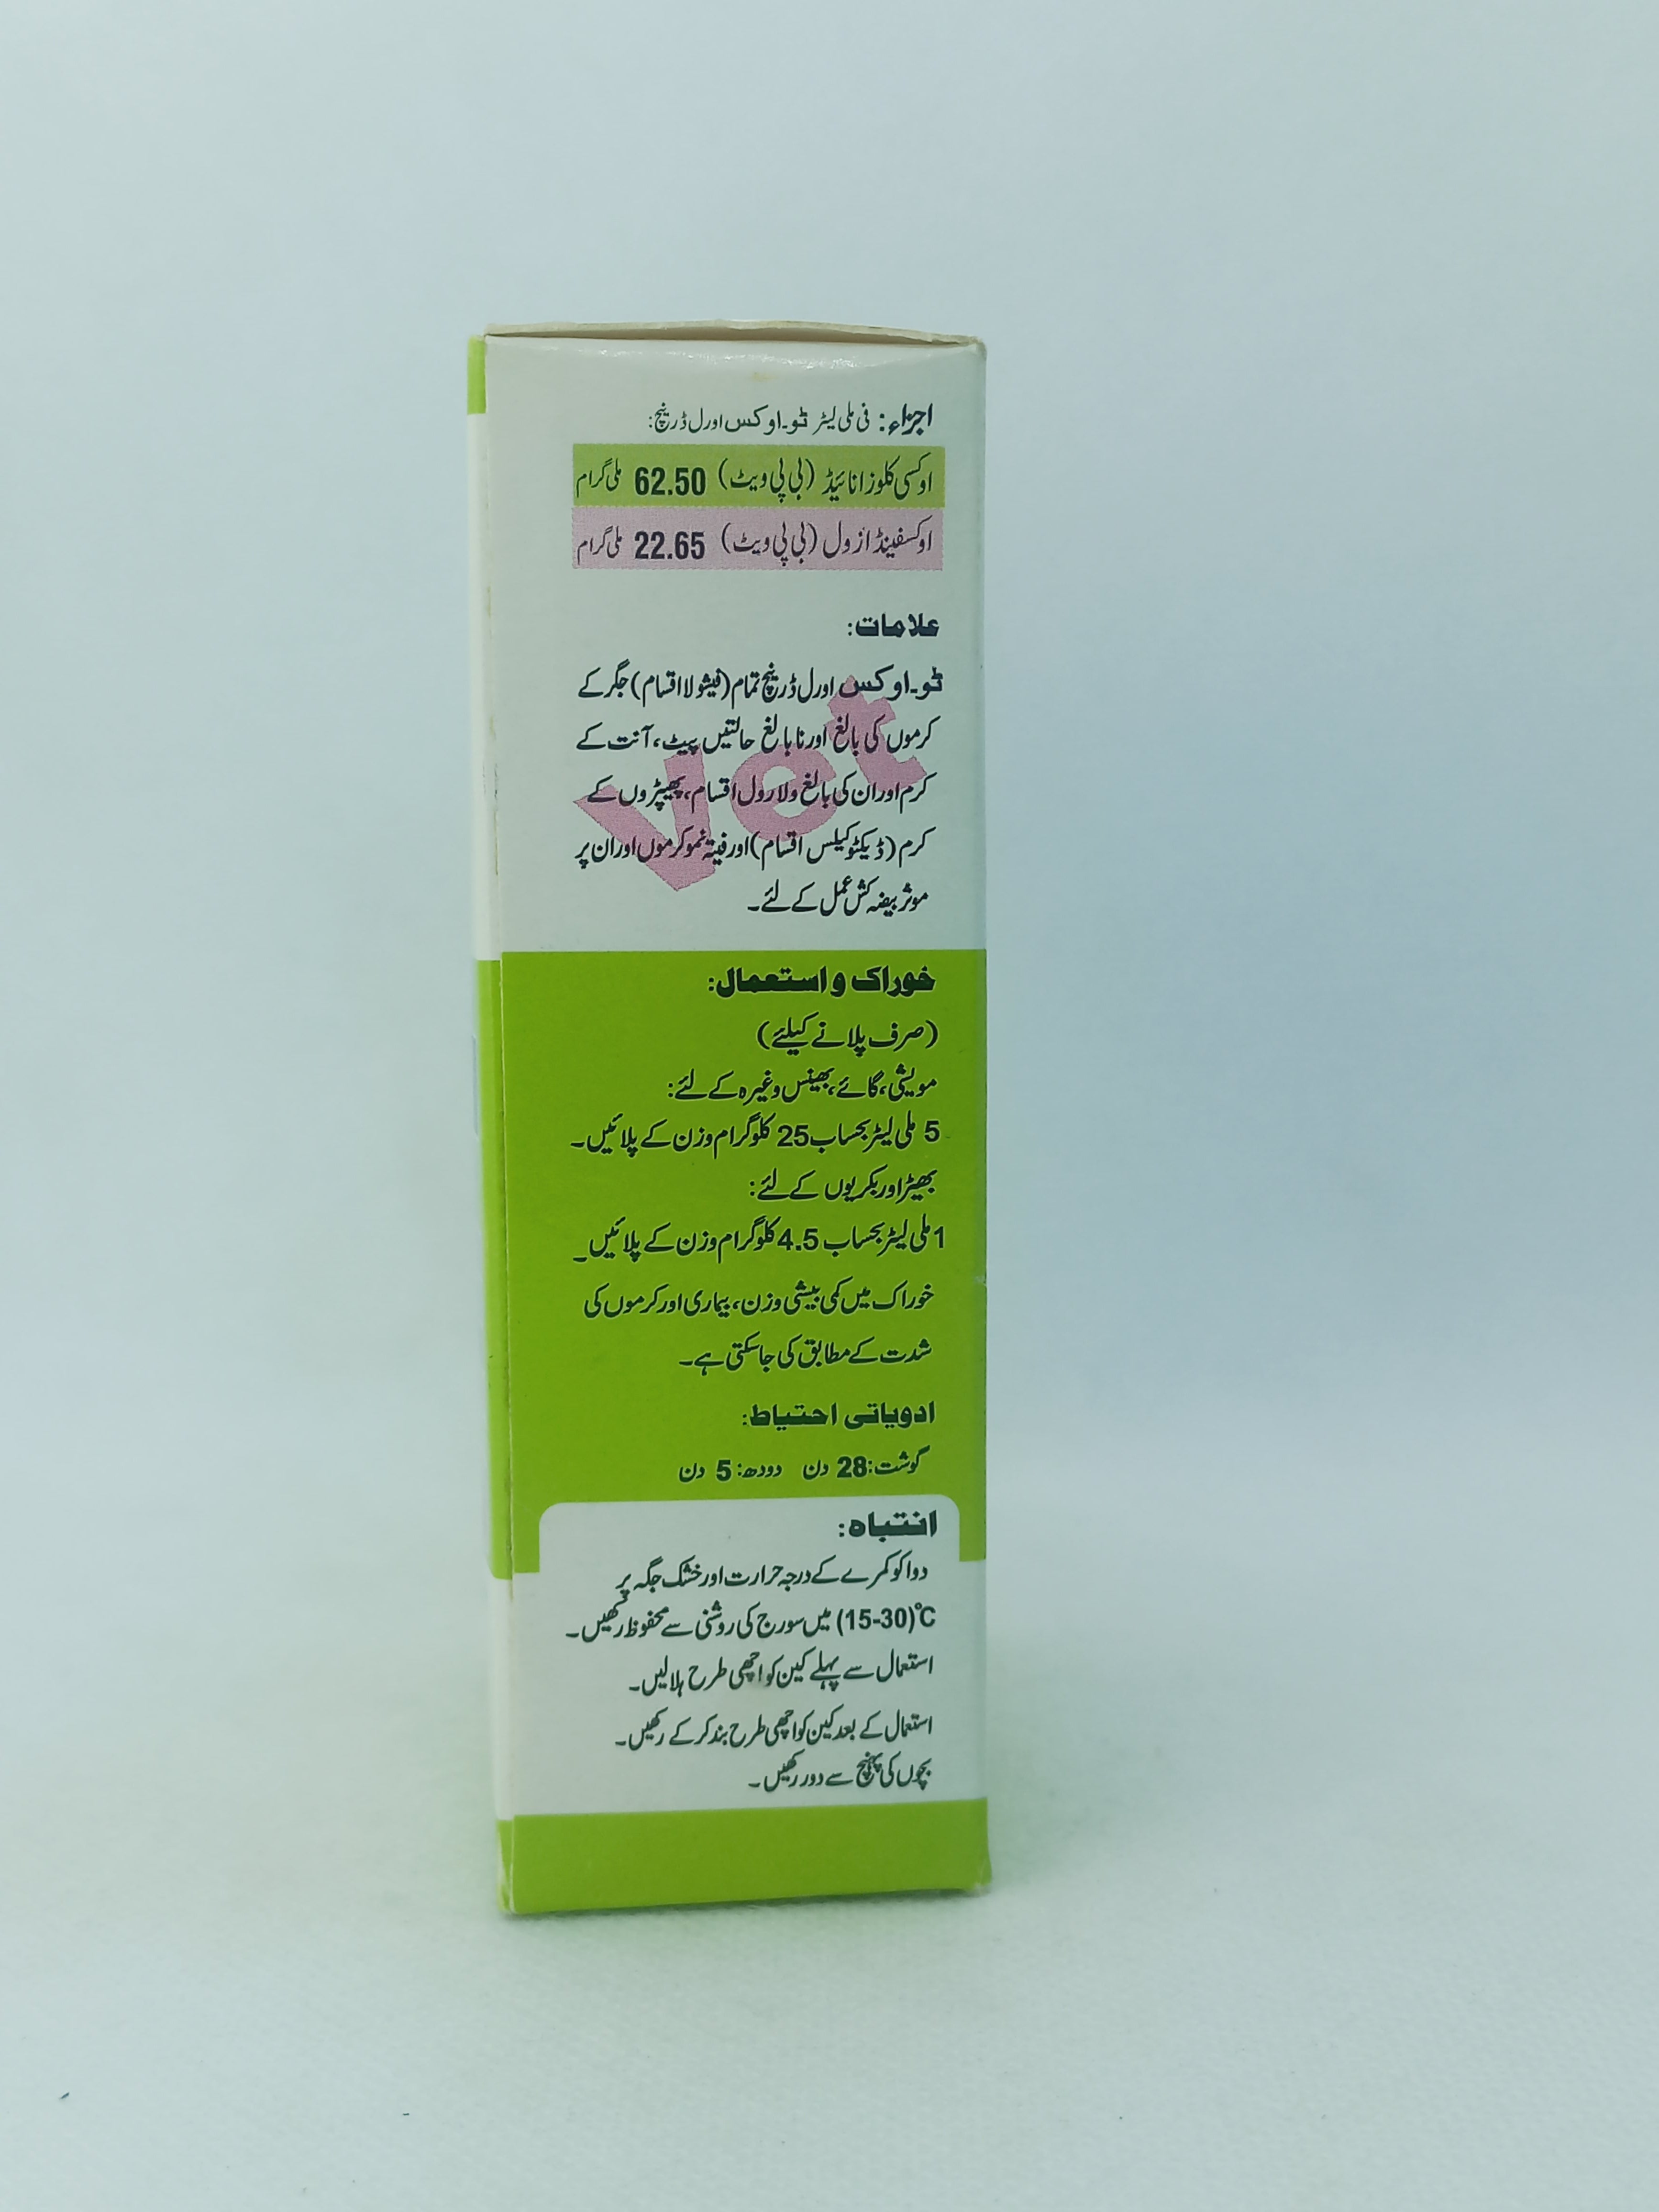 اجزاء: فی ملی لیٹر ٹو۔اوکس اورل ڈرینچ:
اوکسی کلوزانائیڈ (بی پی ویٹ) 62.50 ملی گرام
اوکسفینڈازول (بی پی ویٹ) 22.65 ملی گرام
علامات:
ٹو۔اوکس اورل ڈرینچ تمام (فیشولا اقسام) جگر کے
کرموں کی بالغ اور نابالغ حالتیں پیٹ، آنت کے
کرم اور ان کی بالغ ولارول اقسام، پھیپڑوں کے
کرم (ڈیکٹوکیلس اقسام) اور فیتہ نمو کرموں اور ان پر
موثر بیضہ کش عمل کے لئے۔
Vet
خوراک و استعمال:
(صرف پلانے کیلئے)
مویشی، گائے، بھینس وغیرہ کے لئے:
5 ملی لیٹر بحساب 25 کلوگرام وزن کے پلائیں۔
بھیڑ اور بکریوں کے لئے:
1 ملی لیٹر بحساب 4.5 کلوگرام وزن کے پلائیں۔
خوراک میں کمی بیشی وزن، بیماری اور کرموں کی
شدت کے مطابق کی جاسکتی ہے۔
ادویاتی احتیاط:
گوشت: 28 دن دودھ: 5 دن
انتباہ:
دوا کو کمرے کے درجہ حرارت اور خشک جگہ پر
(15-30)°C میں سورج کی روشنی سے محفوظ رکھیں۔
استعمال سے پہلے کین کو اچھی طرح ہلالیں۔
استعمال کے بعد کین کو اچھی طرح بند کر کے رکھیں۔
بچوں کی پہنچ سے دور رکھیں۔